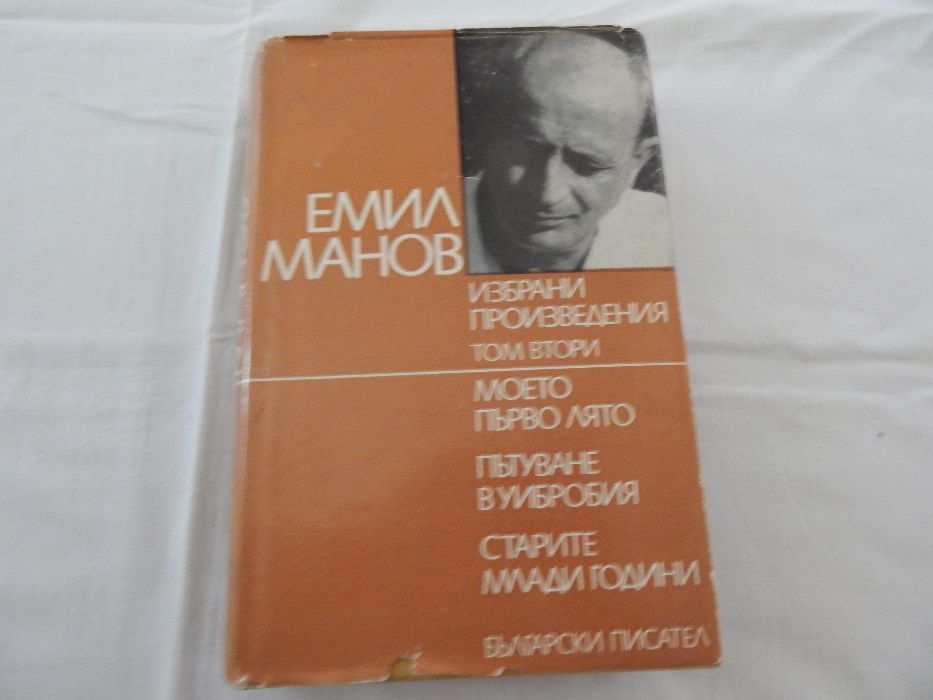 ЕМИЛ
МАНОВ
ИЗБРАНИ
ПРОИЗВЕДЕНИЯ
ТОМ ВТОРИ
МОЕТО
ПЪРВО ЛЯТО
ПЪТУВАНЕ
В УИБРОБИЯ
СТАРИТЕ
МЛАДИ ГОДИНИ
БЪЛГАРСКИ ПИСАТЕЛ